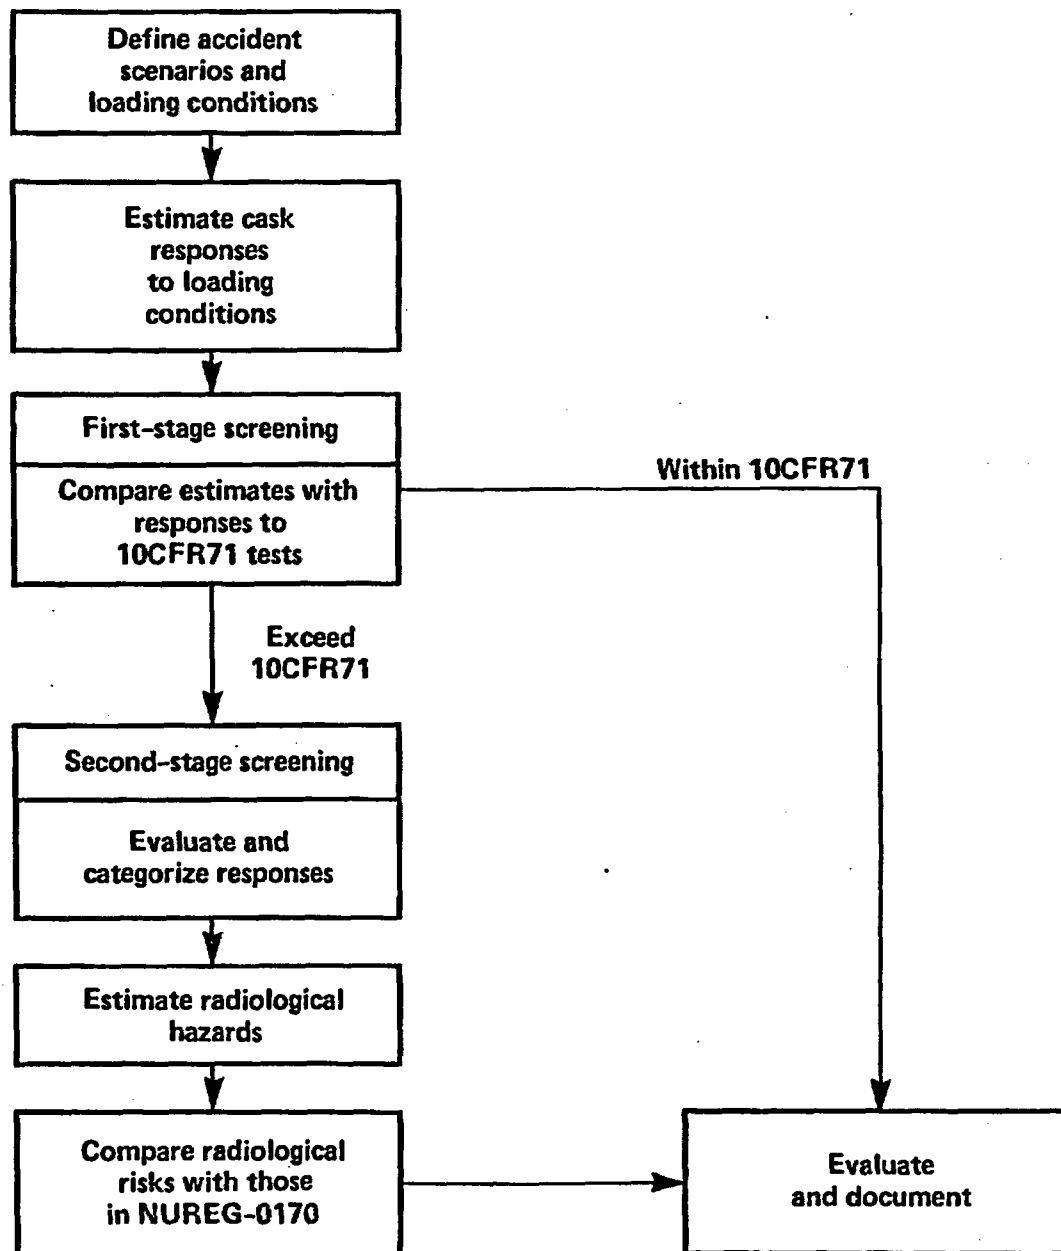 Define accident
scenarios and
loading conditions
Estimate cask
responses
to loading
conditions
First-stage screening
Compare estimates with
responses to
10CFR71 tests
Within 10CFR71
Exceed
10CFR71
Second-stage screening
Evaluate and
categorize responses
Estimate radiological
hazards
Compare radiological
risks with those
in NUREG-0170
Evaluate
and document